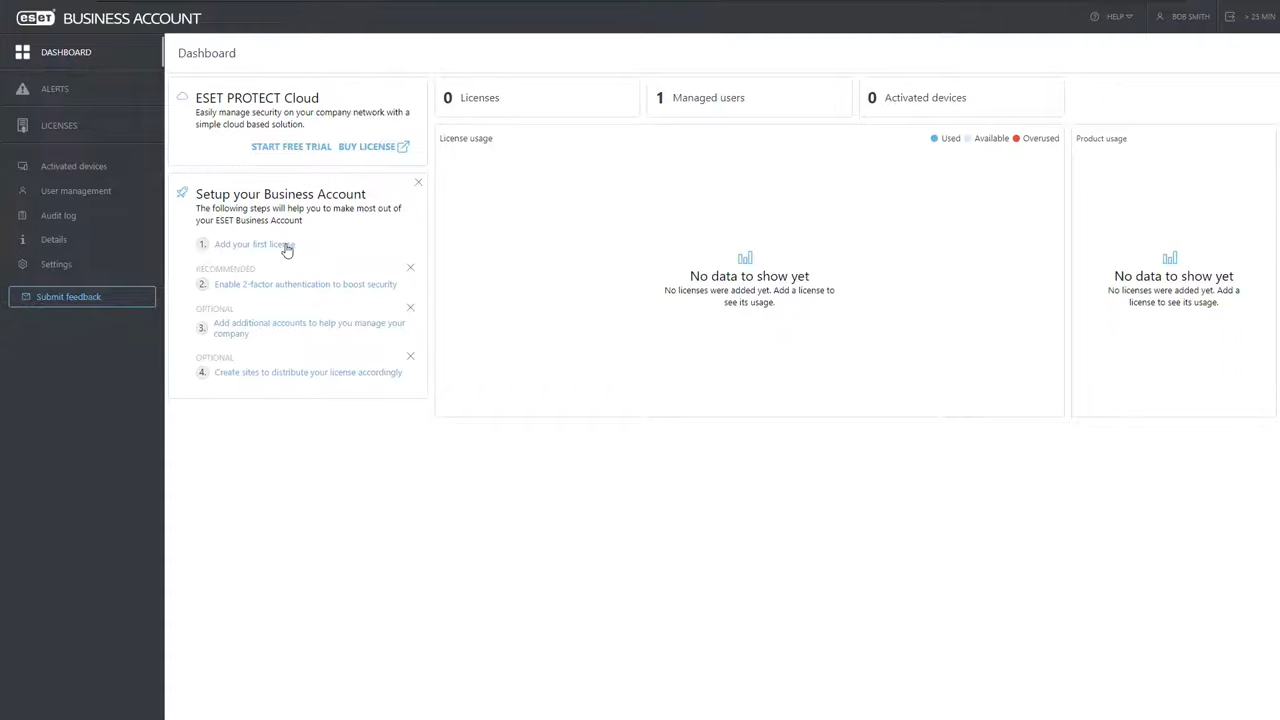 eset BUSINESS ACCOUNT
HELP
BOB SMITH
> 25 MIN
DASHBOARD
ALERTS
LICENSES
Activated devices
User management
Audit log
Details
Settings
Submit feedback
Dashboard
ESET PROTECT Cloud
Easily manage security on your company network with a
simple cloud based solution.
START FREE TRIAL BUY LICENSE
Setup your Business Account
The following steps will help you to make most out of
your ESET Business Account
1. Add your first license
RECOMMENDED
2. Enable 2-factor authentication to boost security
OPTIONAL
3. Add additional accounts to help you manage your
company
OPTIONAL
4. Create sites to distribute your license accordingly
0 Licenses
1 Managed users
0 Activated devices
License usage
Used Available Overused
No data to show yet
No licenses were added yet. Add a license to
see its usage.
Product usage
No data to show yet
No licenses were added yet. Add a
license to see its usage.